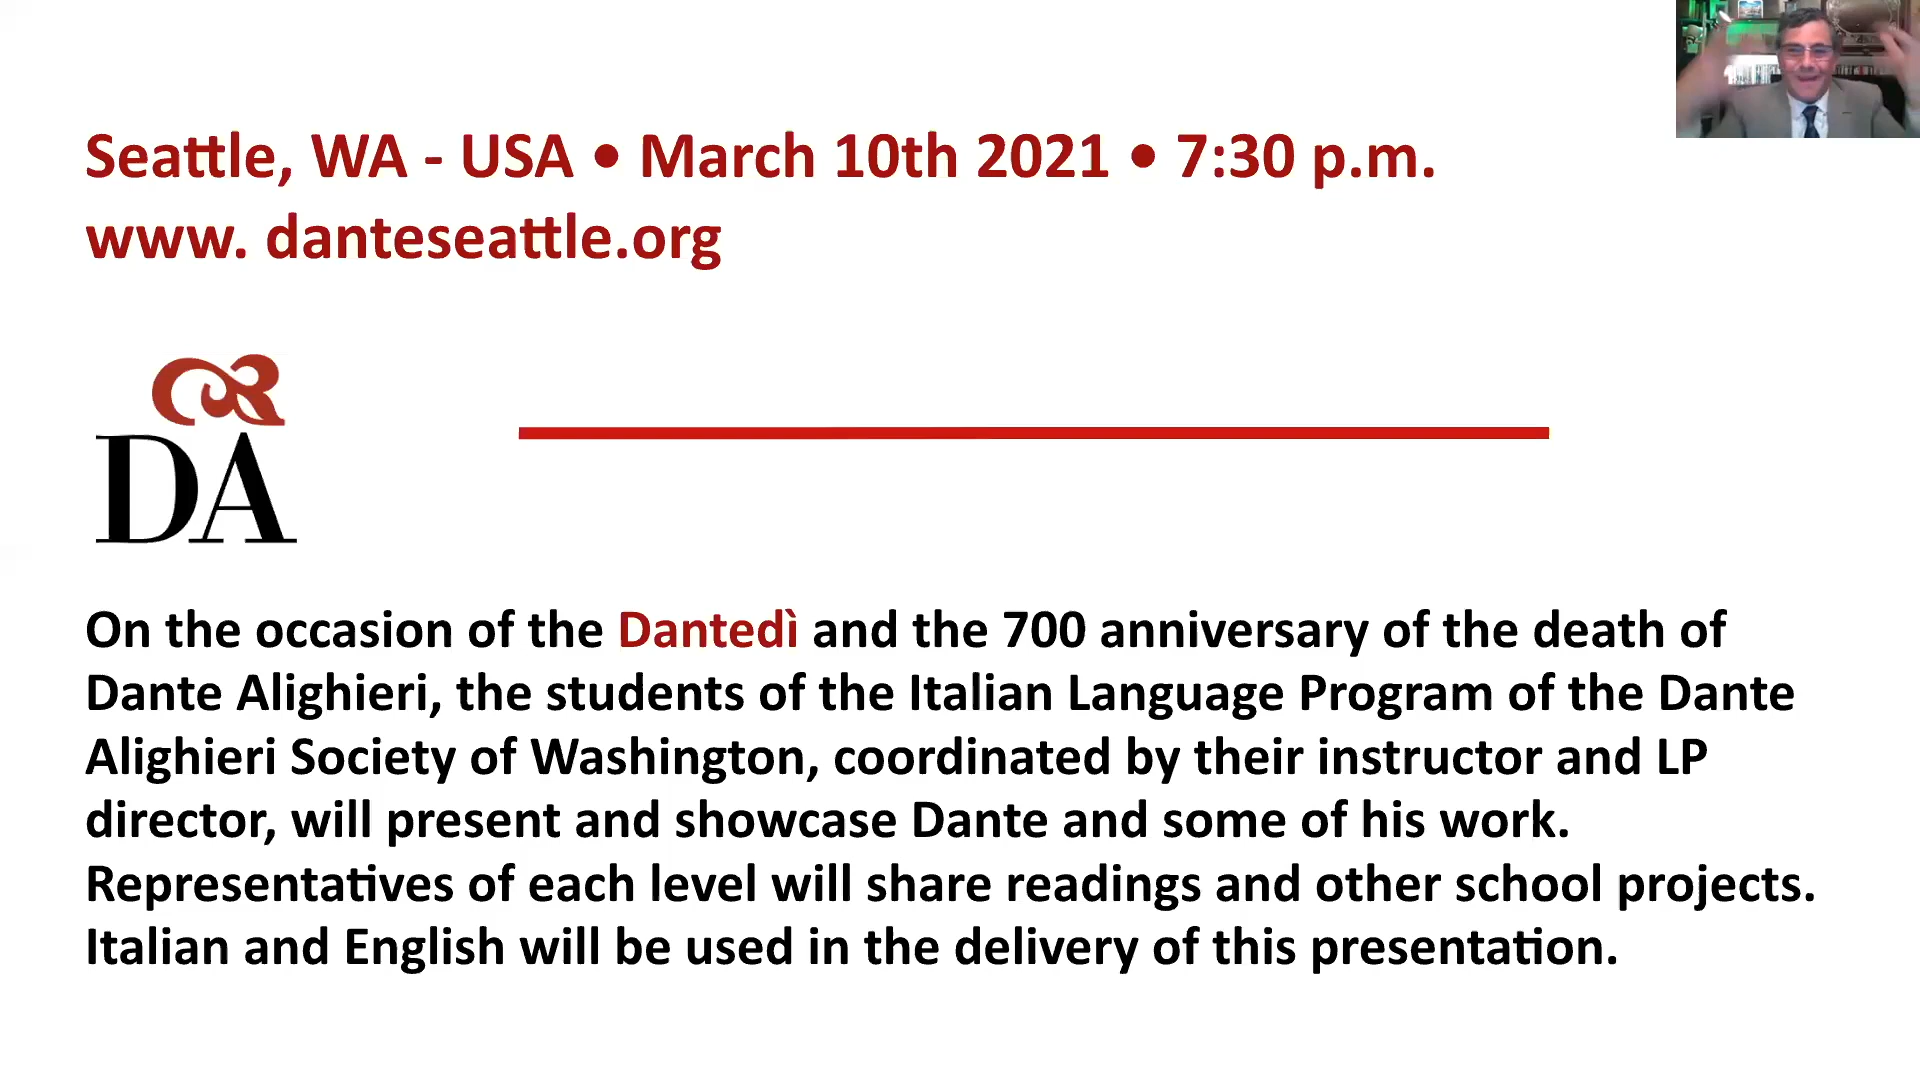 Seattle, WA - USA • March 10th 2021 • 7:30 p.m.
www. danteseattle.org
DA
On the occasion of the Dantedì and the 700 anniversary of the death of
Dante Alighieri, the students of the Italian Language Program of the Dante
Alighieri Society of Washington, coordinated by their instructor and LP
director, will present and showcase Dante and some of his work.
Representatives of each level will share readings and other school projects.
Italian and English will be used in the delivery of this presentation.